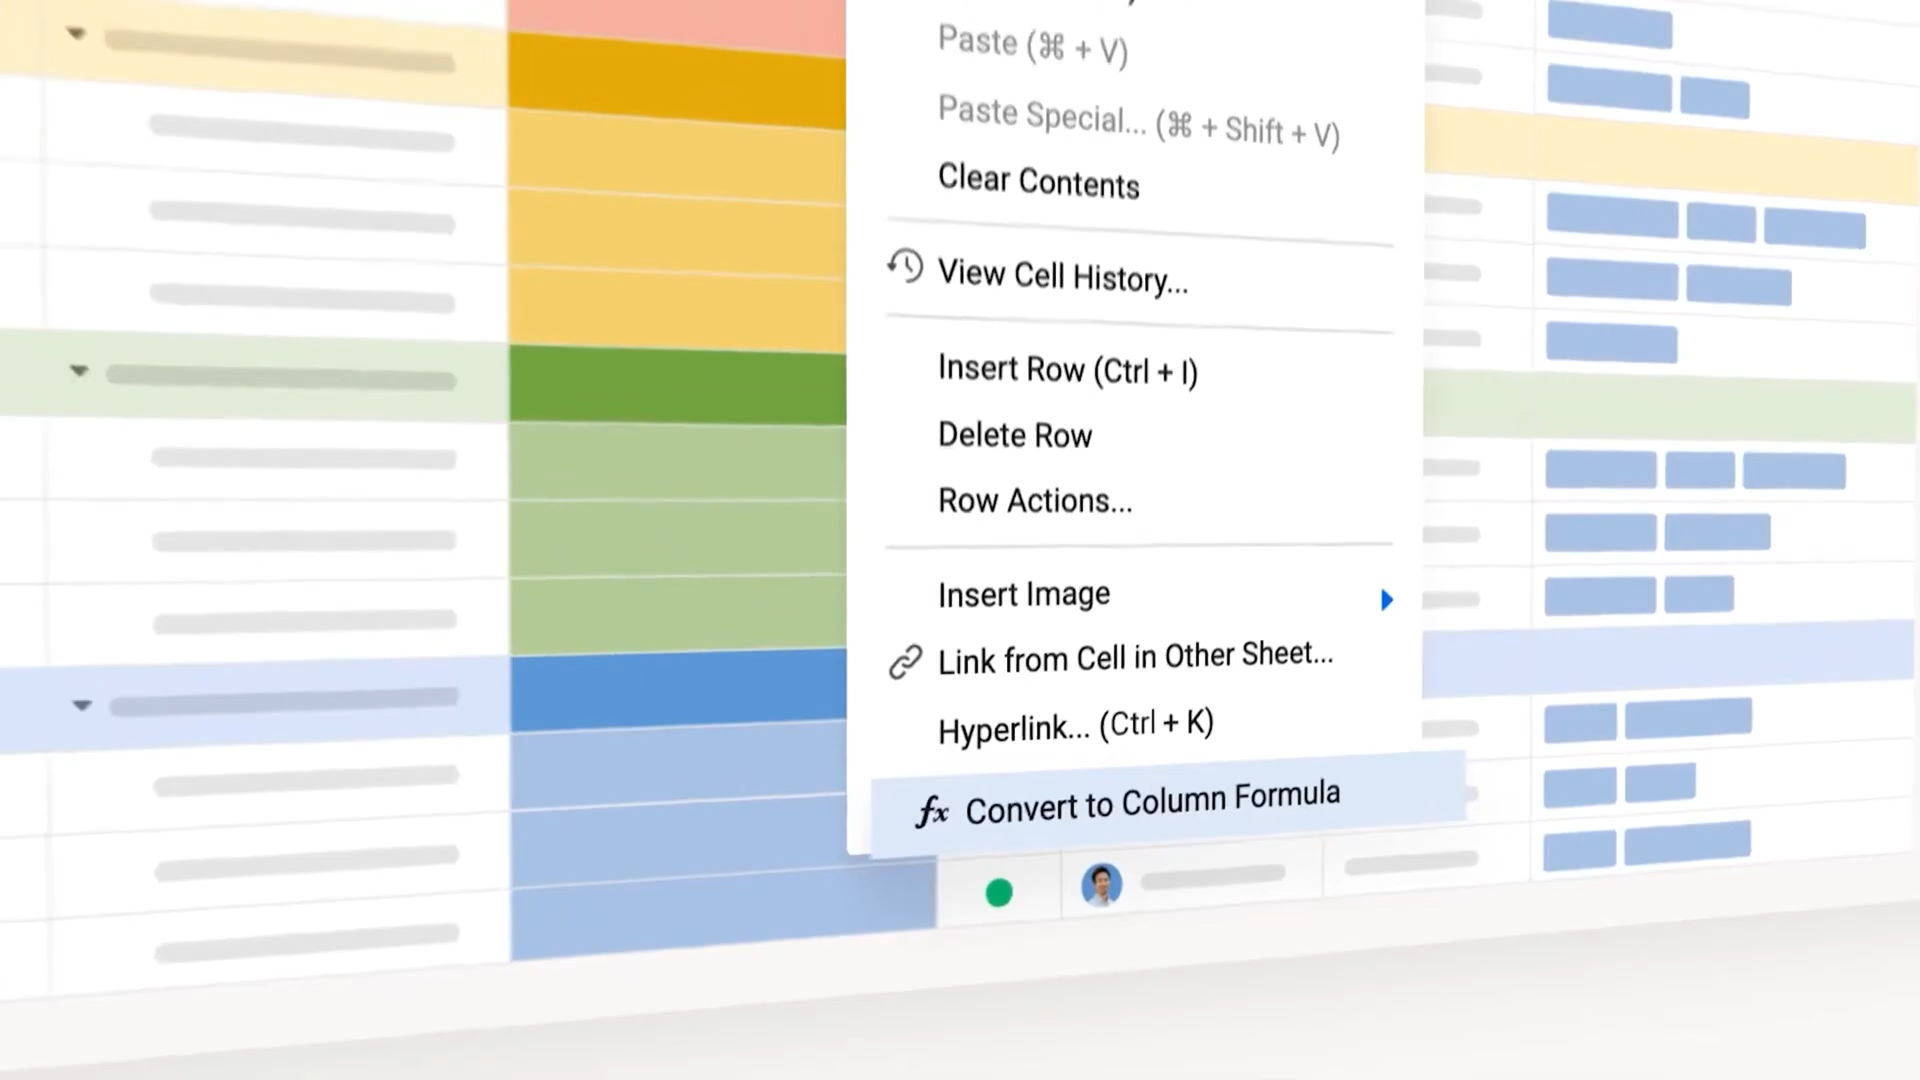 Paste (⌘ + V)
Paste Special... (⌘ + Shift + V)
Clear Contents
View Cell History...
Insert Row (Ctrl + I)
Delete Row
Row Actions...
Insert Image
Link from Cell in Other Sheet...
Hyperlink... (Ctrl + K)
fx Convert to Column Formula